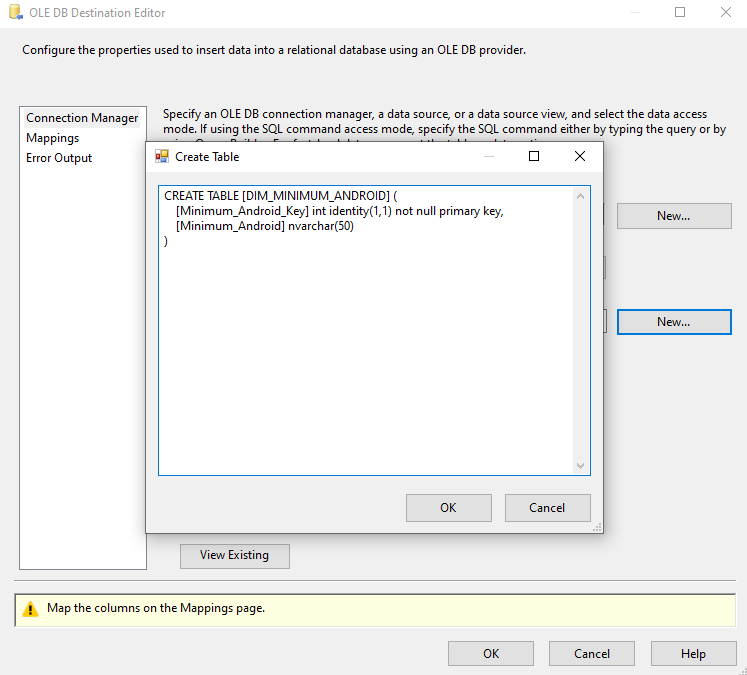 OLE DB Destination Editor
Configure the properties used to insert data into a relational database using an OLE DB provider.
Connection Manager
Mappings
Error Output
Specify an OLE DB connection manager, a data source, or a data source view, and select the data access
mode. If using the SQL command access mode, specify the SQL command either by typing the query or by
Create Table
CREATE TABLE [DIM_MINIMUM_ANDROID] (
[Minimum_Android_Key] int identity(1,1) not null primary key,
[Minimum_Android] nvarchar(50)
)
OK
Cancel
New...
New...
View Existing
Map the columns on the Mappings page.
OK
Cancel
Help